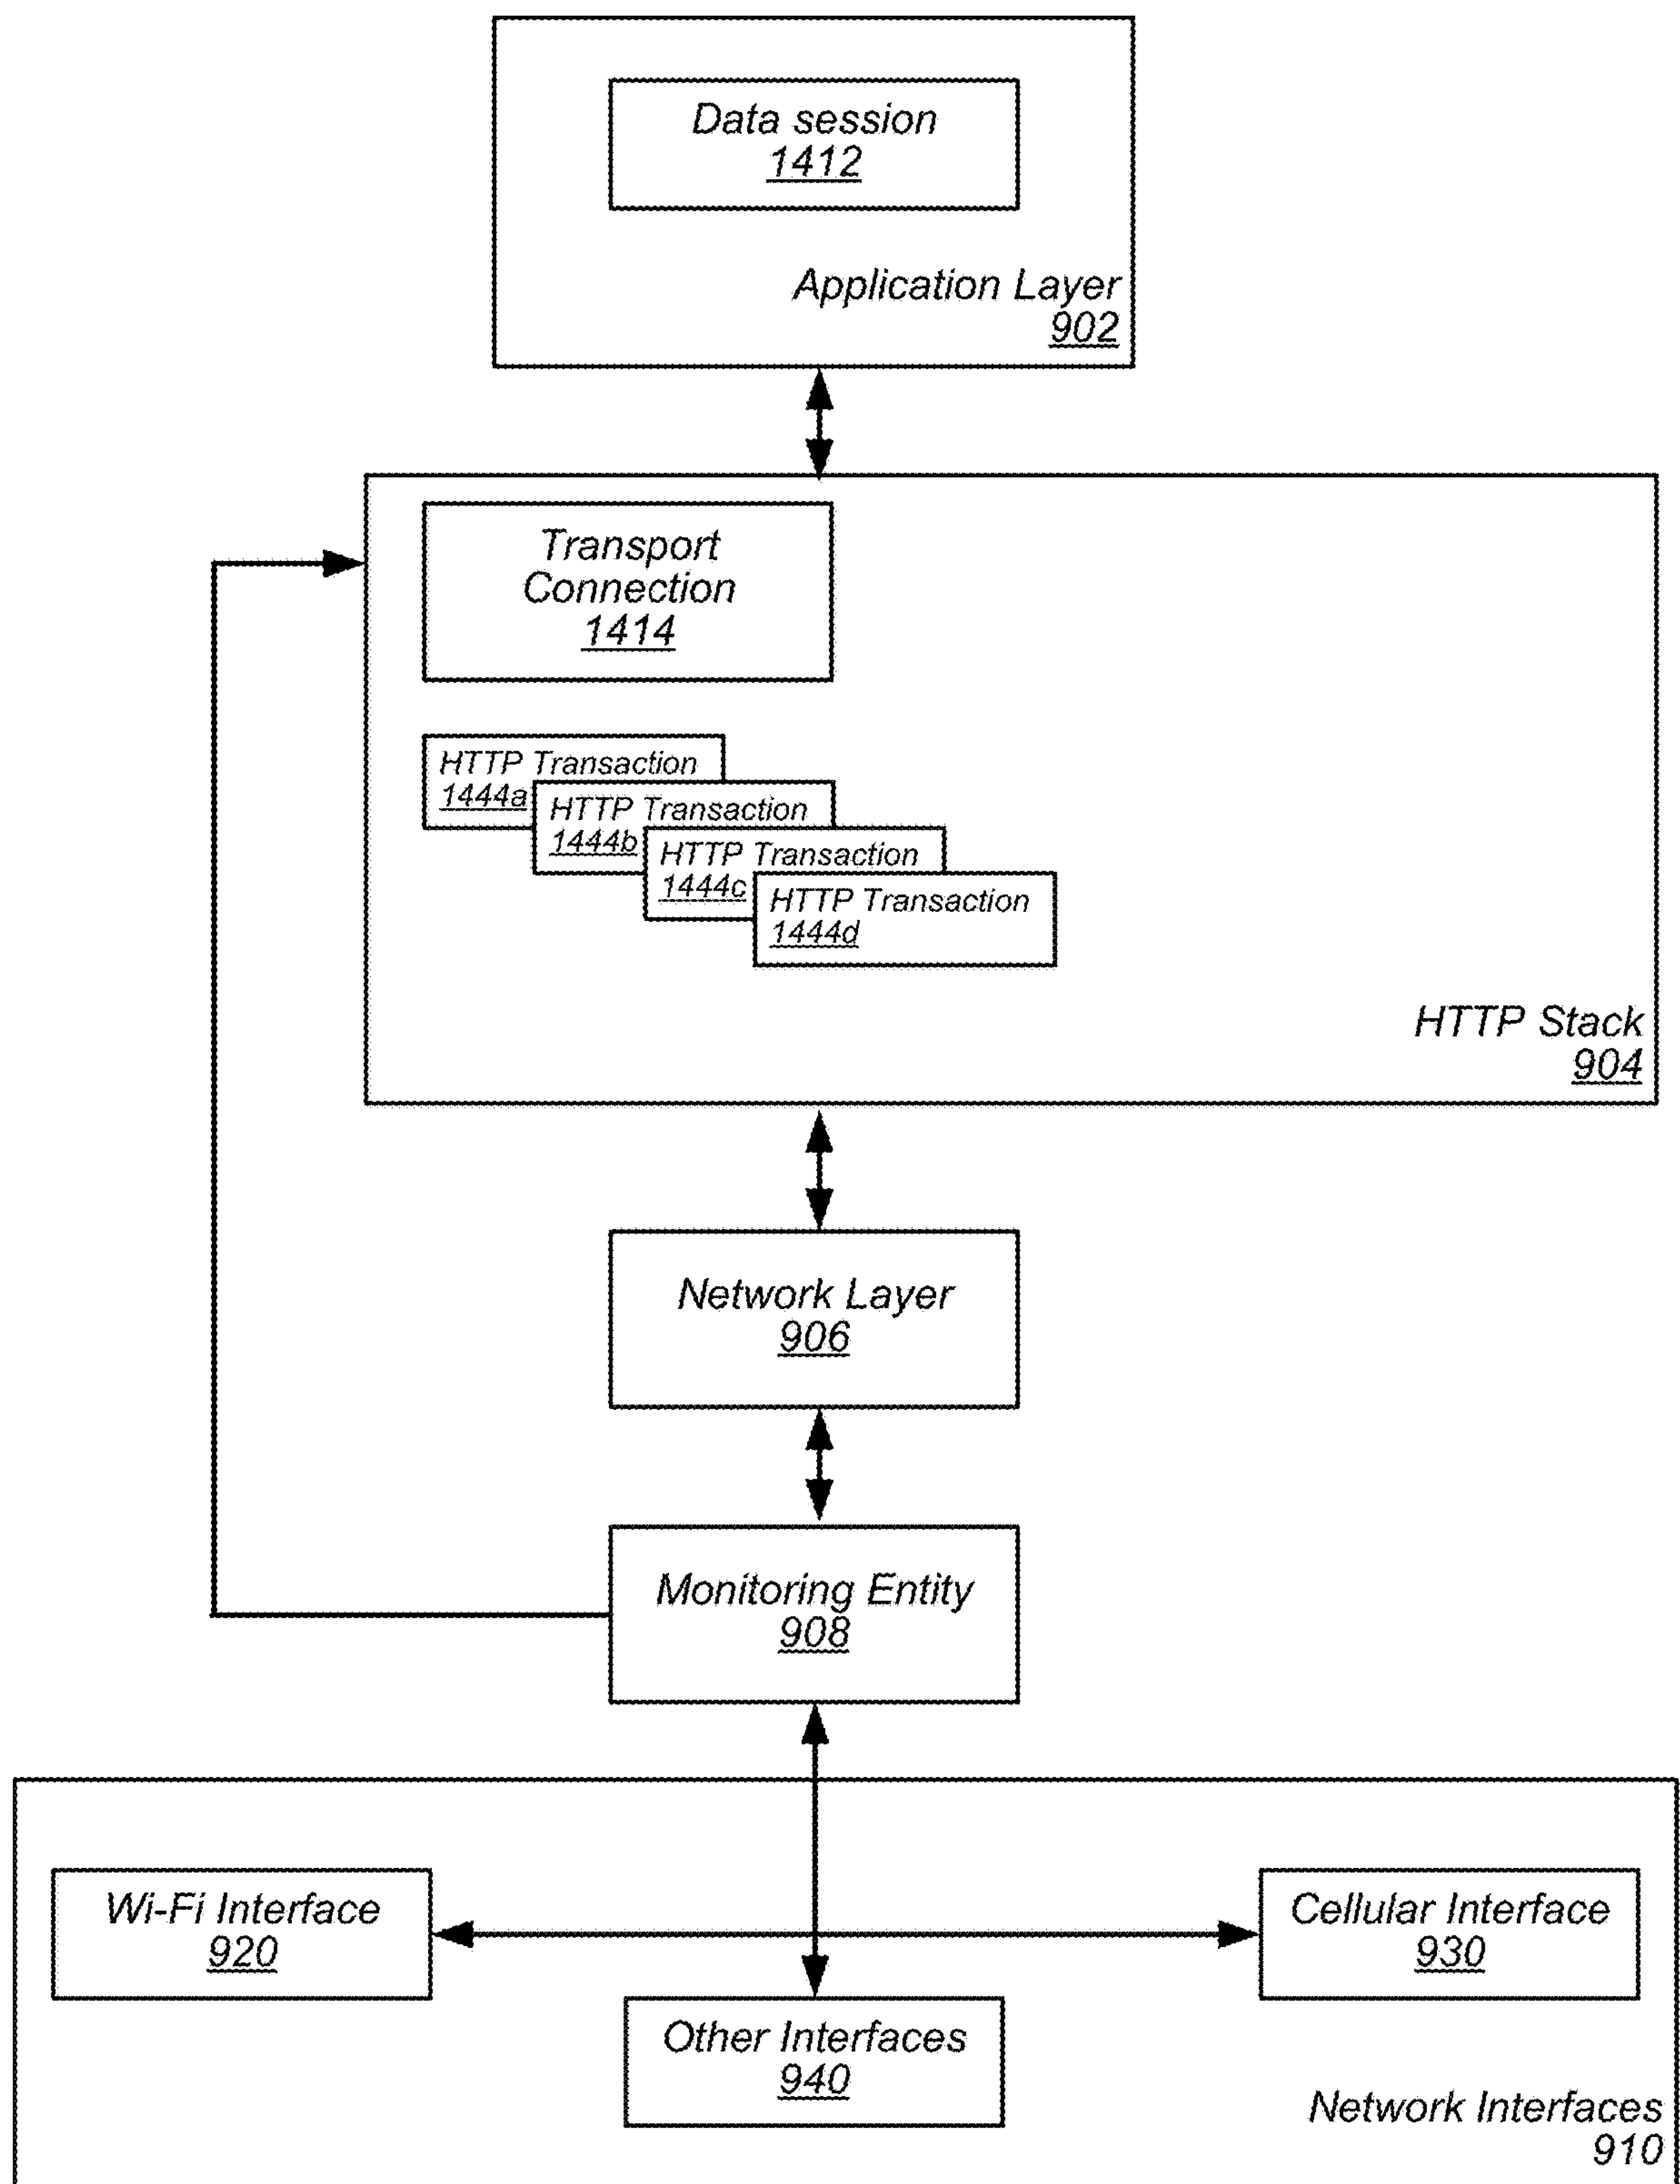 Data session
1412
Application Layer
902
Transport
Connection
1414
HTTP Transaction
1444a
HTTP Transaction
1444b
HTTP Transaction
1444c
HTTP Transaction
1444d
HTTP Stack
904
Network Layer
906
Monitoring Entity
908
Wi-Fi Interface
920
Cellular Interface
930
Other Interfaces
940
Network Interfaces
910